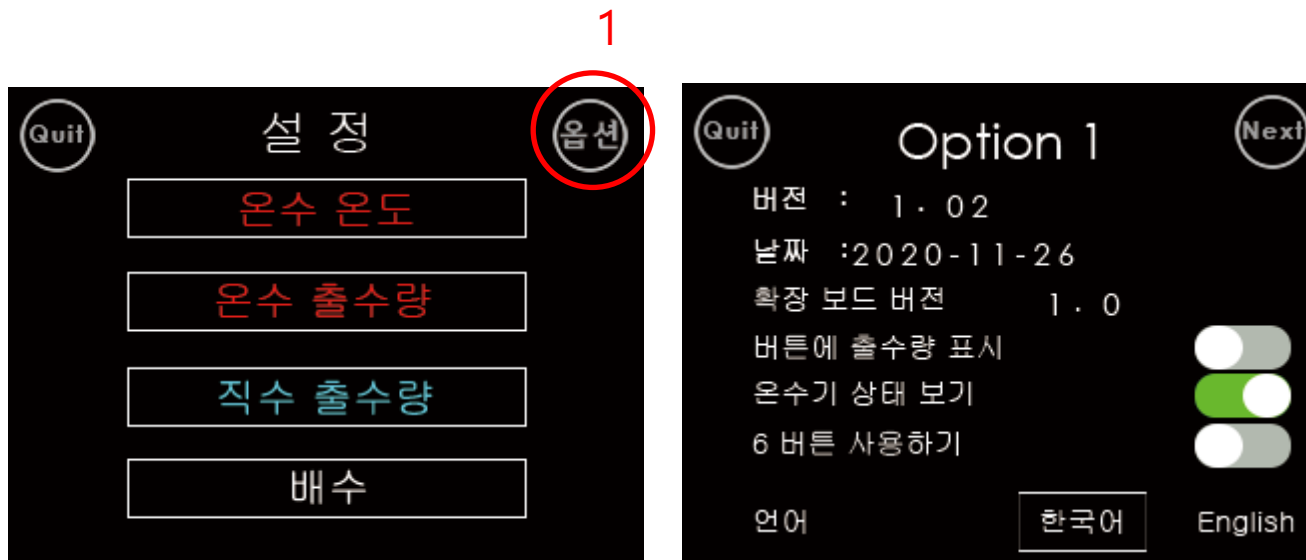 1
Quit 설 정 옵션
온수 온도
온수 출수량
직수 출수량
배수
Quit Option 1 Next
버전 : 1. 02
날짜 :2020-11-26
확장 보드 버전 1. 0
버튼에 출수량 표시
온수기 상태 보기
6 버튼 사용하기
언어 한국어 English